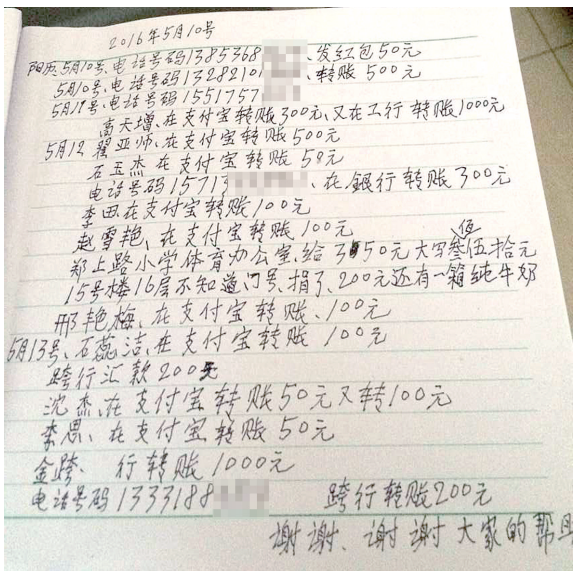 2016年5月10号
阳历5月10号、电话号码1385368、发红包50元
5月10号、电话号码1328210、转账500元
5月11号、电话号码1551757
高天增、在支付宝转账300元、又在工行转账1000元
5月12 翟亚帅、在支付宝转账500元
石玉杰在支付宝转账50元
电话号码15713、在銀行转账300元
李田在支付宝转账100元
赵雪艳、在支付宝转账100元
郑上路小学体育办公室、给350元大写叁佰伍拾元
15号楼16层不知道门号、捐了、200元还有一箱纯牛奶
邢艳梅、在支付宝转账、100元
5月13号、石蕊洁、在支付宝转账100元
跨行汇款200元
沈杰、在支付宝转账50元又转100元
李思、在支付宝转账50元
金跨、行转账1000元
电话号码1333188 跨行转账200元
谢谢、谢谢大家的帮